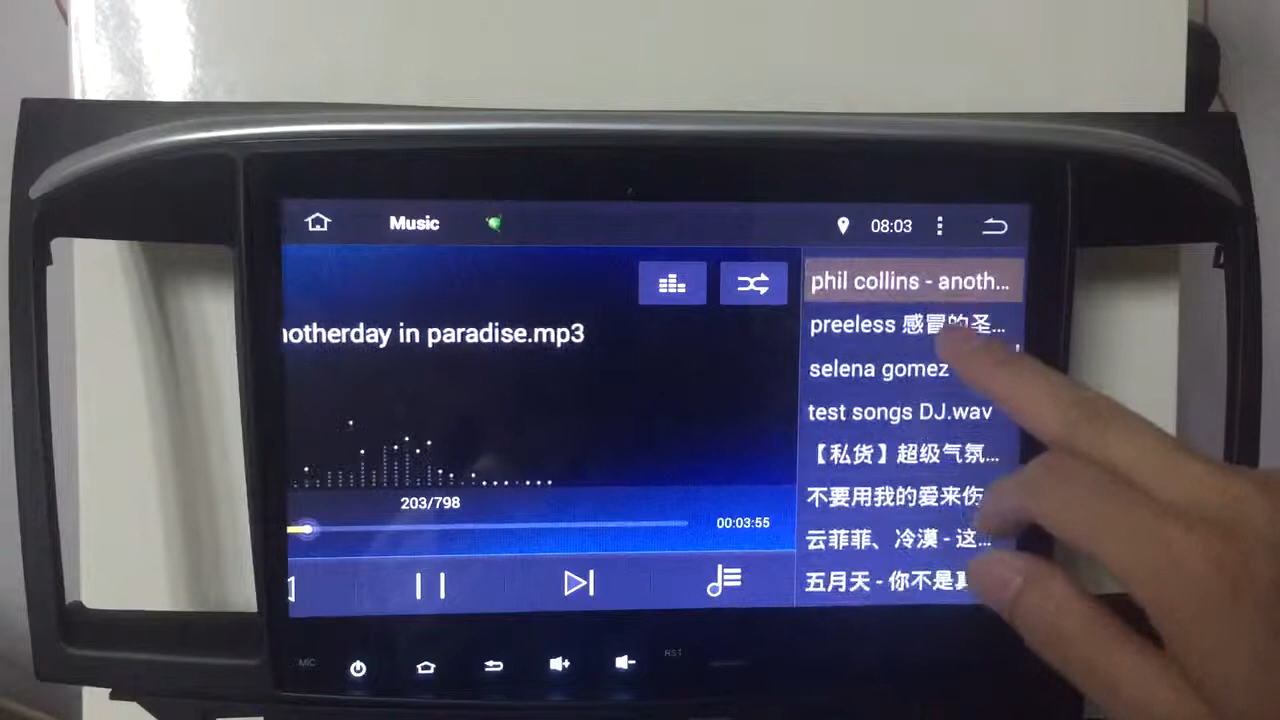 Music
08:03
notherday in paradise.mp3
203/798
00:03:55
phil collins - anoth...
preeless 感冒的圣...
selena gomez
test songs DJ.wav
【私货】超级气氛...
不要用我的爱来伤
云菲菲、冷漠 - 这...
五月天 - 你不是真
MIC
RST